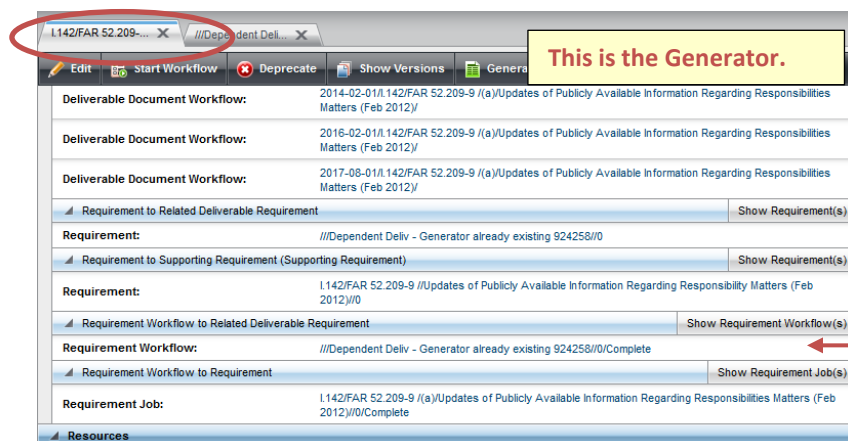 I.142/FAR 52.209-... X ///Dependent Deli... X
This is the Generator.
Edit Start Workflow Deprecate Show Versions
Deliverable Document Workflow: 2014-02-01/I.142/FAR 52.209-9 /(a)/Updates of Publicly Available Information Regarding Responsibilities
Matters (Feb 2012)/
Deliverable Document Workflow: 2016-02-01/I.142/FAR 52.209-9 /(a)/Updates of Publicly Available Information Regarding Responsibilities
Matters (Feb 2012)/
Deliverable Document Workflow: 2017-08-01/I.142/FAR 52.209-9 /(a)/Updates of Publicly Available Information Regarding Responsibilities
Matters (Feb 2012)/
Requirement to Related Deliverable Requirement Show Requirement(s)
Requirement: ///Dependent Deliv - Generator already existing 924258//0
Requirement to Supporting Requirement (Supporting Requirement) Show Requirement(s)
Requirement: I.142/FAR 52.209-9 //Updates of Publicly Available Information Regarding Responsibility Matters (Feb
2012)//0
Requirement Workflow to Related Deliverable Requirement Show Requirement Workflow(s)
Requirement Workflow: ///Dependent Deliv - Generator already existing 924258//0/Complete
Requirement Workflow to Requirement Show Requirement Job(s)
Requirement Job: I.142/FAR 52.209-9 /(a)/Updates of Publicly Available Information Regarding Responsibilities Matters (Feb
2012)//0/Complete
Resources